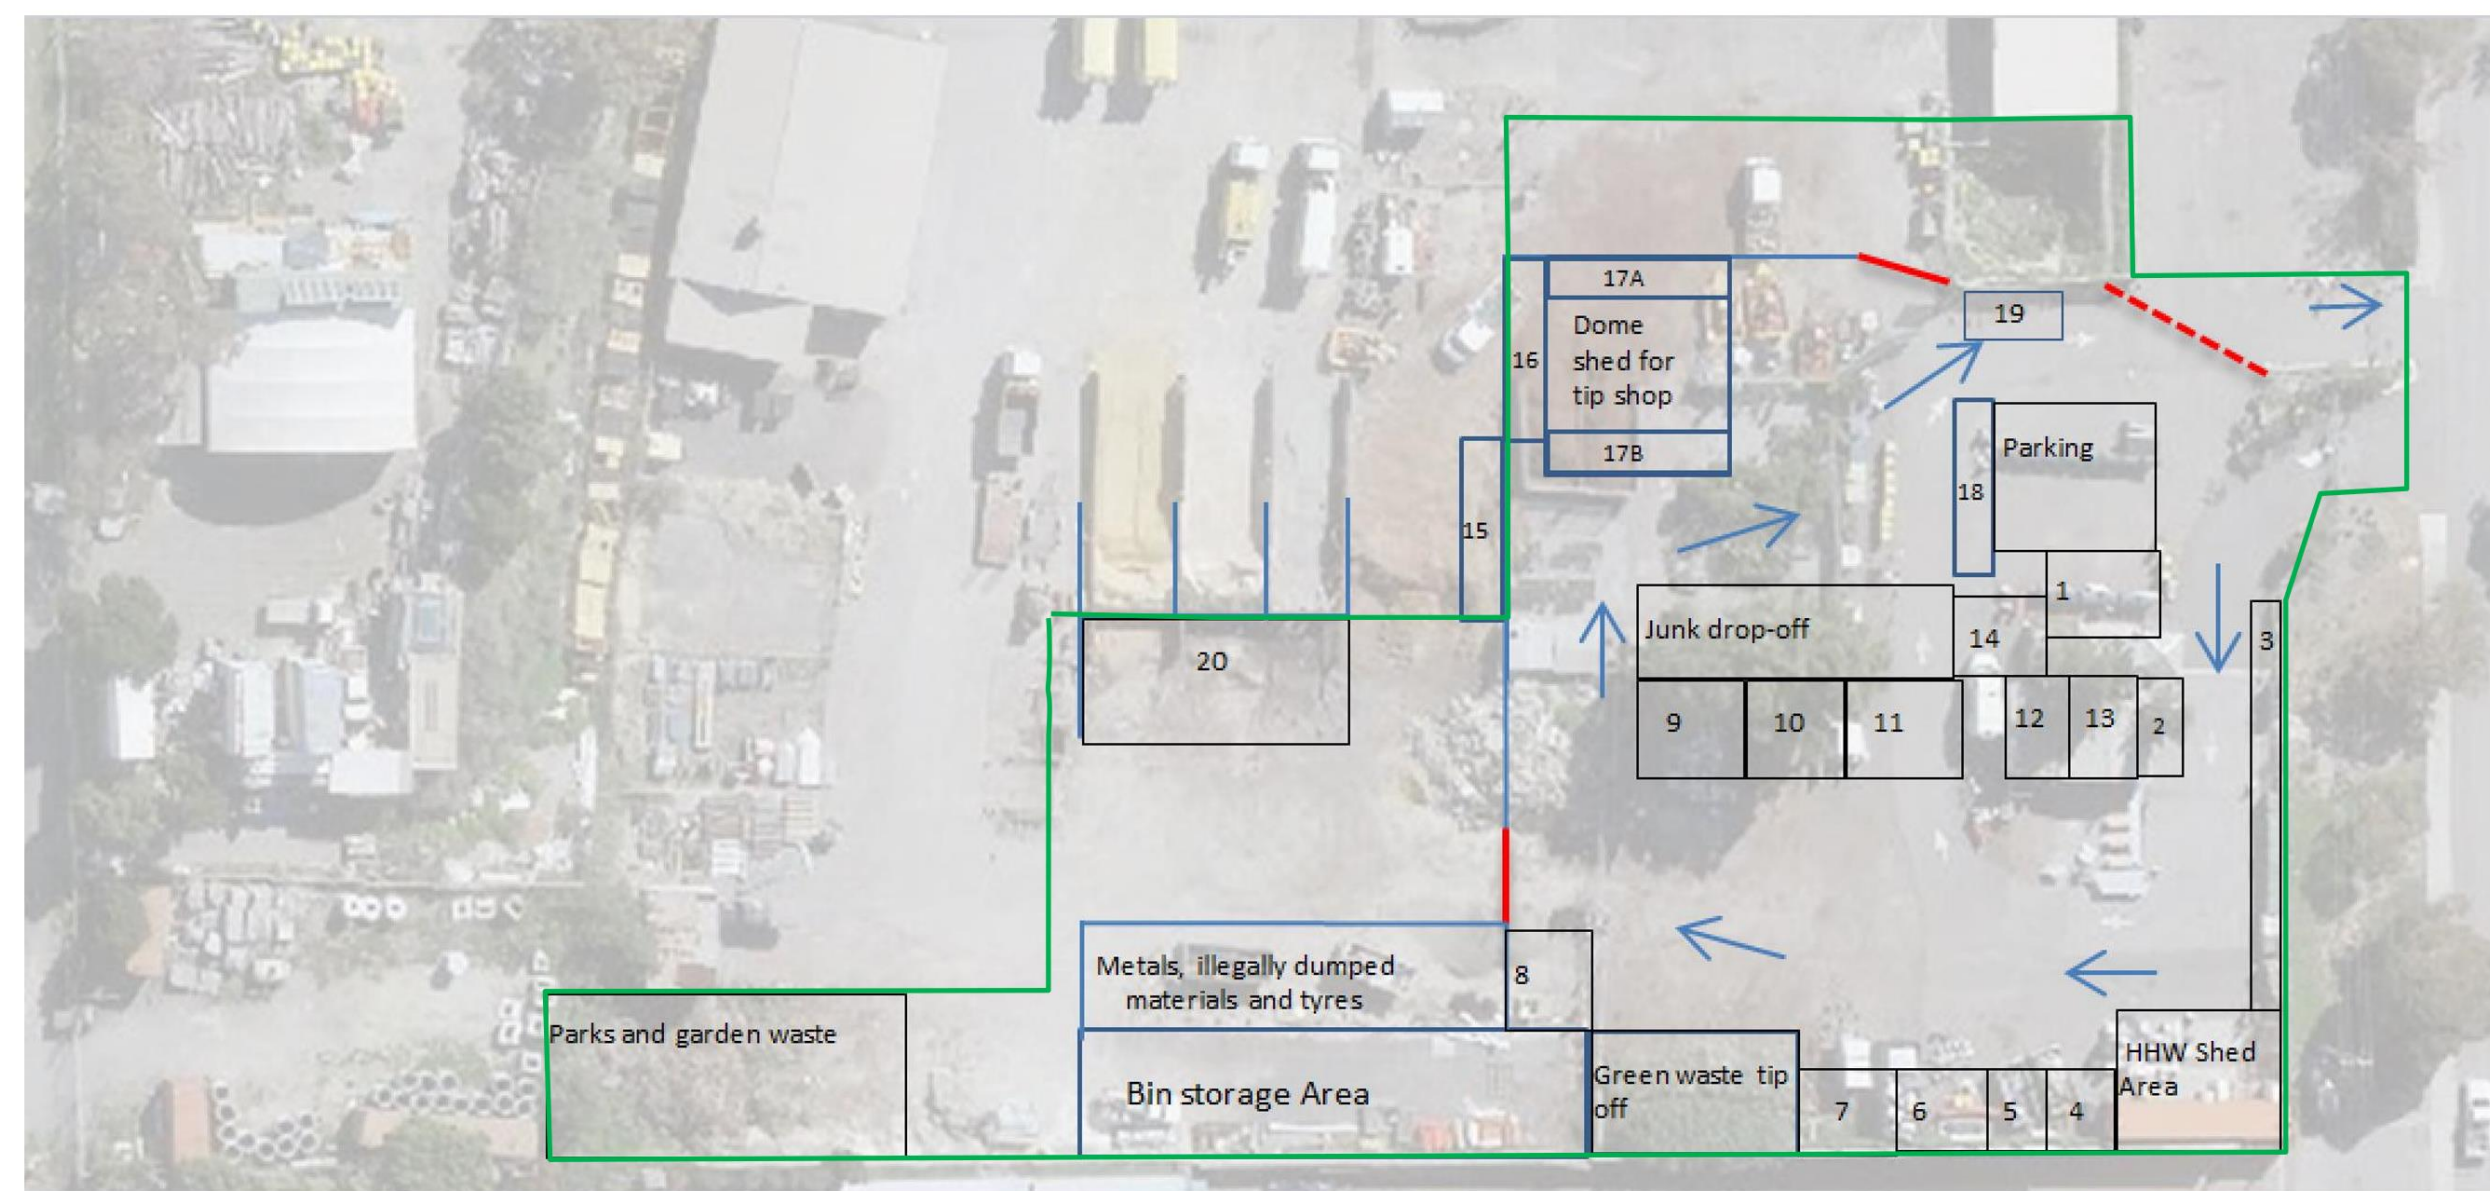 17A
19
Dome
shed for
tip shop
16
17B
Parking
18
15
1
Junk drop-off
14
3
20
9
10
11
12
13
2
Metals, illegally dumped
materials and tyres
8
Parks and garden waste
HHW Shed
Area
Green waste tip
off
Bin storage Area
7
6
5
4